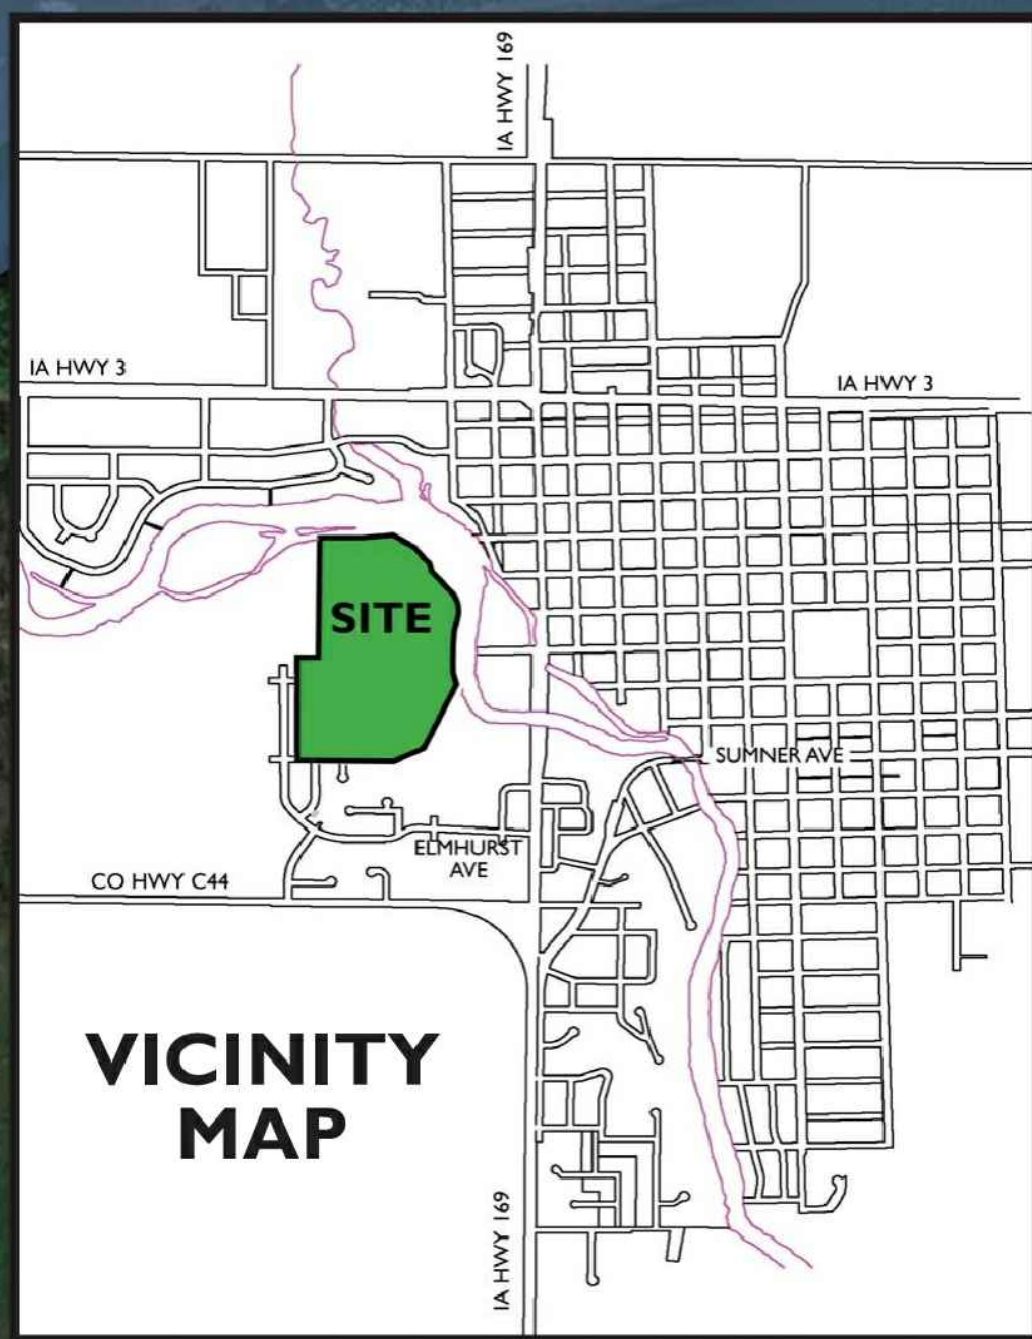 IA HWY 169
IA HWY 3
IA HWY 3
SITE
SUMNER AVE
ELMHURST
AVE
CO HWY C44
VICINITY
MAP
IA HWY 169